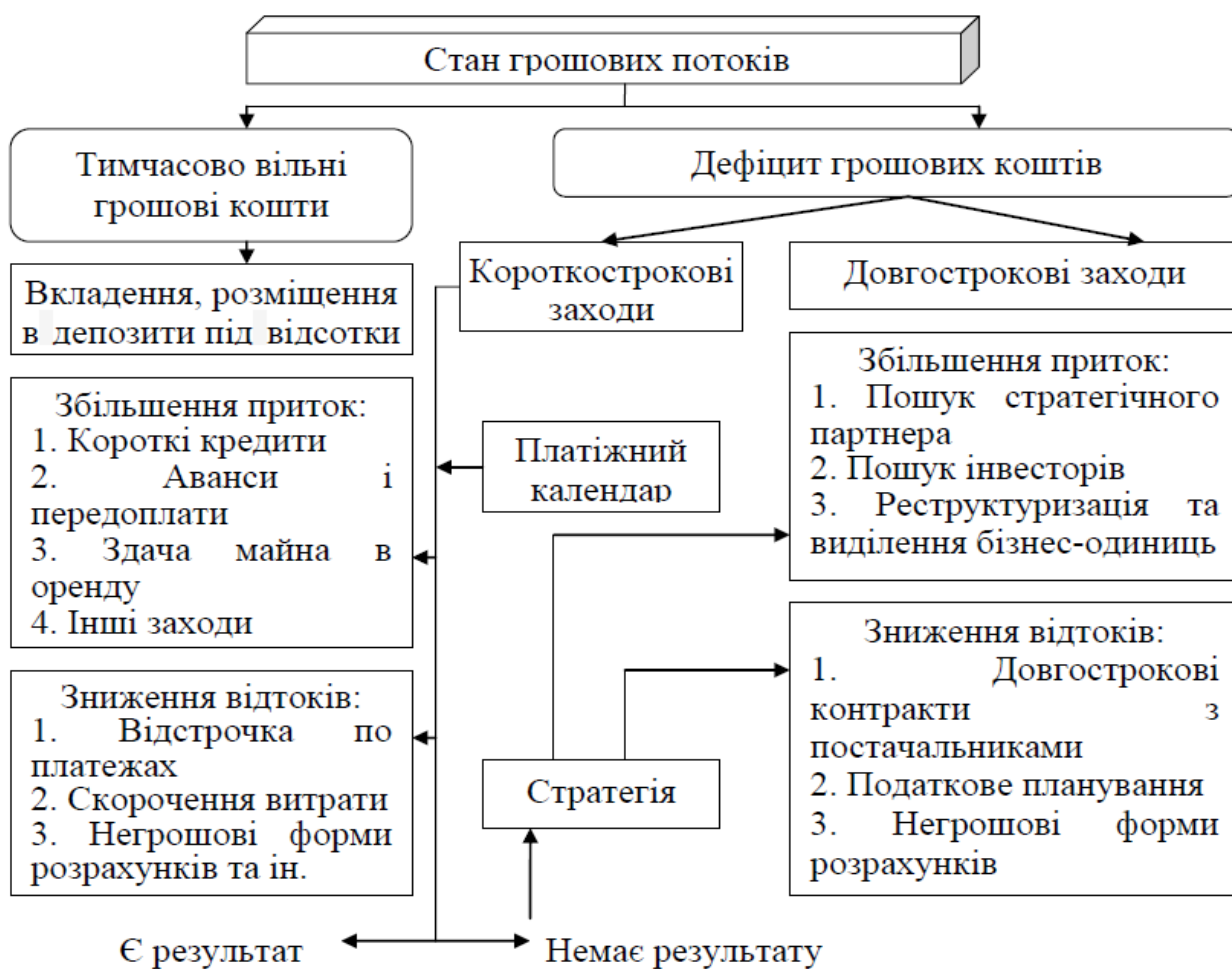 Стан грошових потоків
Тимчасово вільні
грошові кошти
Дефіцит грошових коштів
Вкладення, розміщення
в депозити під відсотки
Короткострокові
заходи
Довгострокові заходи
Збільшення приток:
1. Короткі кредити
2. Аванси і
передоплати
3. Здача майна в
оренду
4. Інші заходи
Платіжний
календар
Збільшення приток:
1. Пошук стратегічного
партнера
2. Пошук інвесторів
3. Реструктуризація та
виділення бізнес-одиниць
Зниження відтоків:
1. Відстрочка по
платежах
2. Скорочення витрати
3. Негрошові форми
розрахунків та ін.
Стратегія
Зниження відтоків:
1. Довгострокові
контракти з
постачальниками
2. Податкове планування
3. Негрошові форми
розрахунків
Є результат
Немає результату